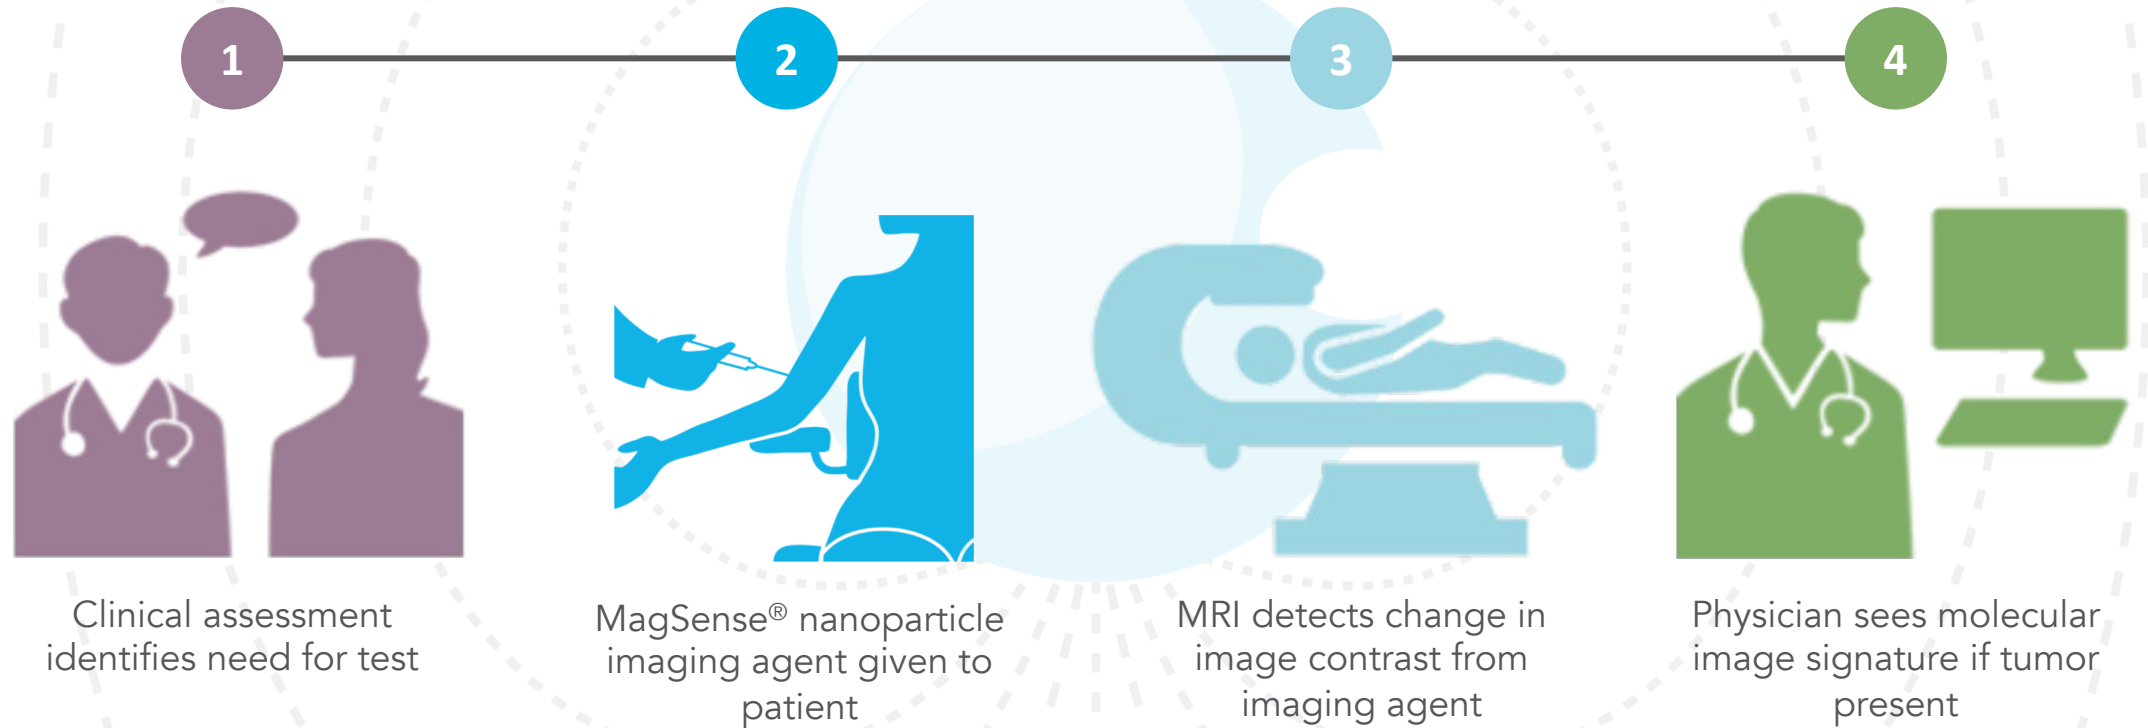 1
2
3
4
Clinical assessment
identifies need for test
MagSense® nanoparticle
imaging agent given to
patient
MRI detects change in
image contrast from
imaging agent
Physician sees molecular
image signature if tumor
present